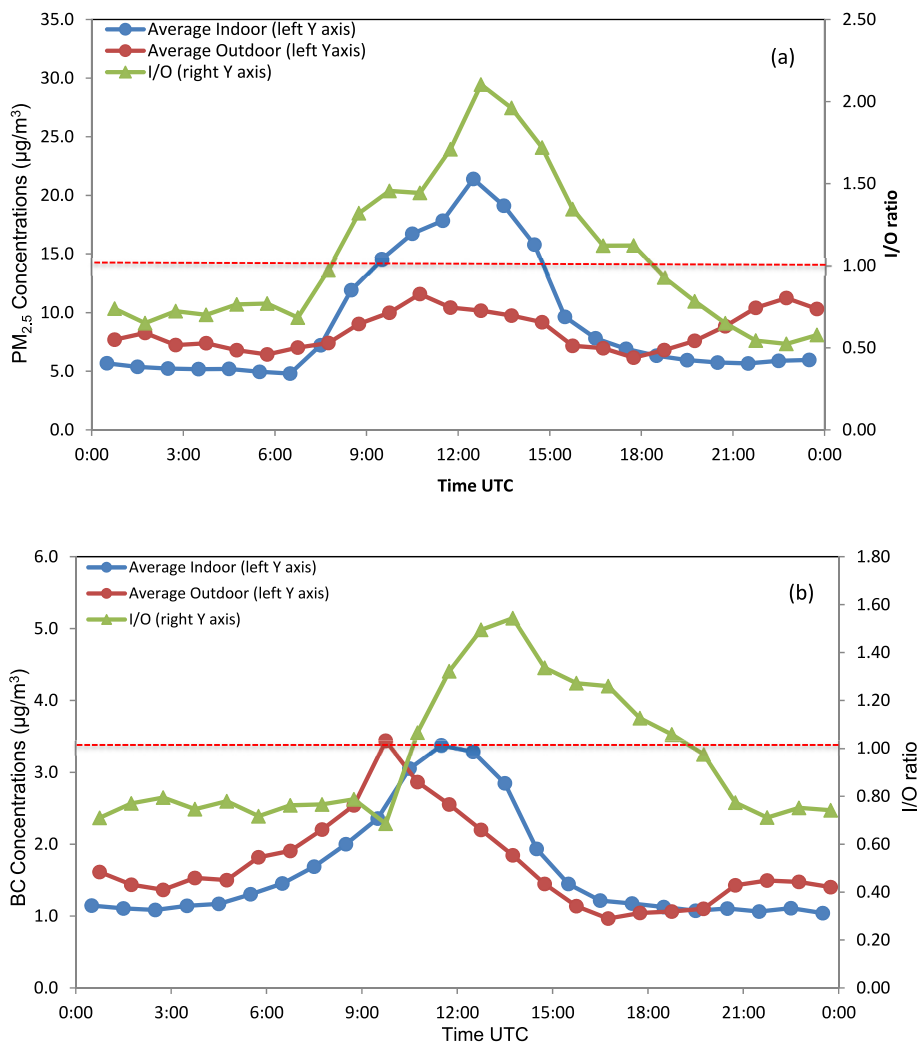 35.0
30.0
25.0
20.0
15.0
10.0
5.0
0.0
PM2.5 Concentrations (µg/m3)
Average Indoor (left Y axis)
Average Outdoor (left Yaxis)
I/O (right Y axis)
(a)
2.50
2.00
1.50
1.00
0.50
0.00
I/O ratio
0:00 3:00 6:00 9:00 12:00 15:00 18:00 21:00 0:00
Time UTC
6.0
5.0
4.0
3.0
2.0
1.0
0.0
BC Concentrations (µg/m3)
Average Indoor (left Y axis)
Average Outdoor (left Y axis)
I/O (right Y axis)
(b)
1.80
1.60
1.40
1.20
1.00
0.80
0.60
0.40
0.20
0.00
I/O ratio
0:00 3:00 6:00 9:00 12:00 15:00 18:00 21:00 0:00
Time UTC